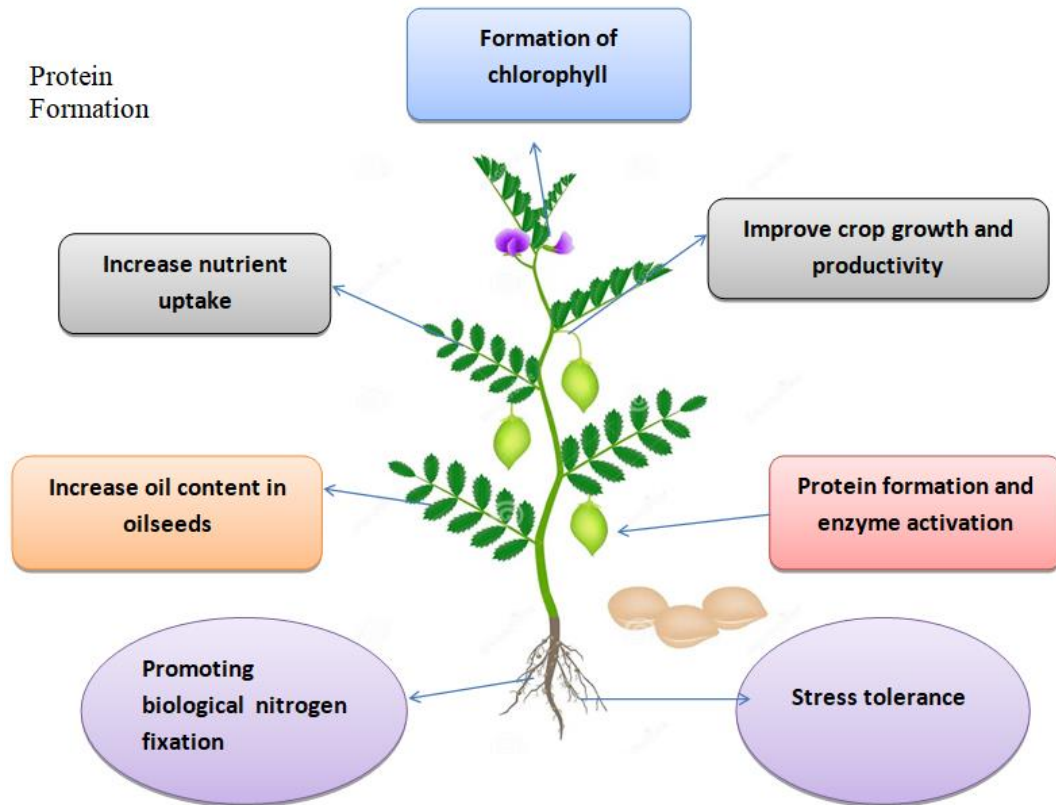 Formation of
chlorophyll
Protein
Formation
Improve crop growth and
productivity
Increase nutrient
uptake
Increase oil content in
oilseeds
Protein formation and
enzyme activation
Promoting
biological nitrogen
fixation
Stress tolerance